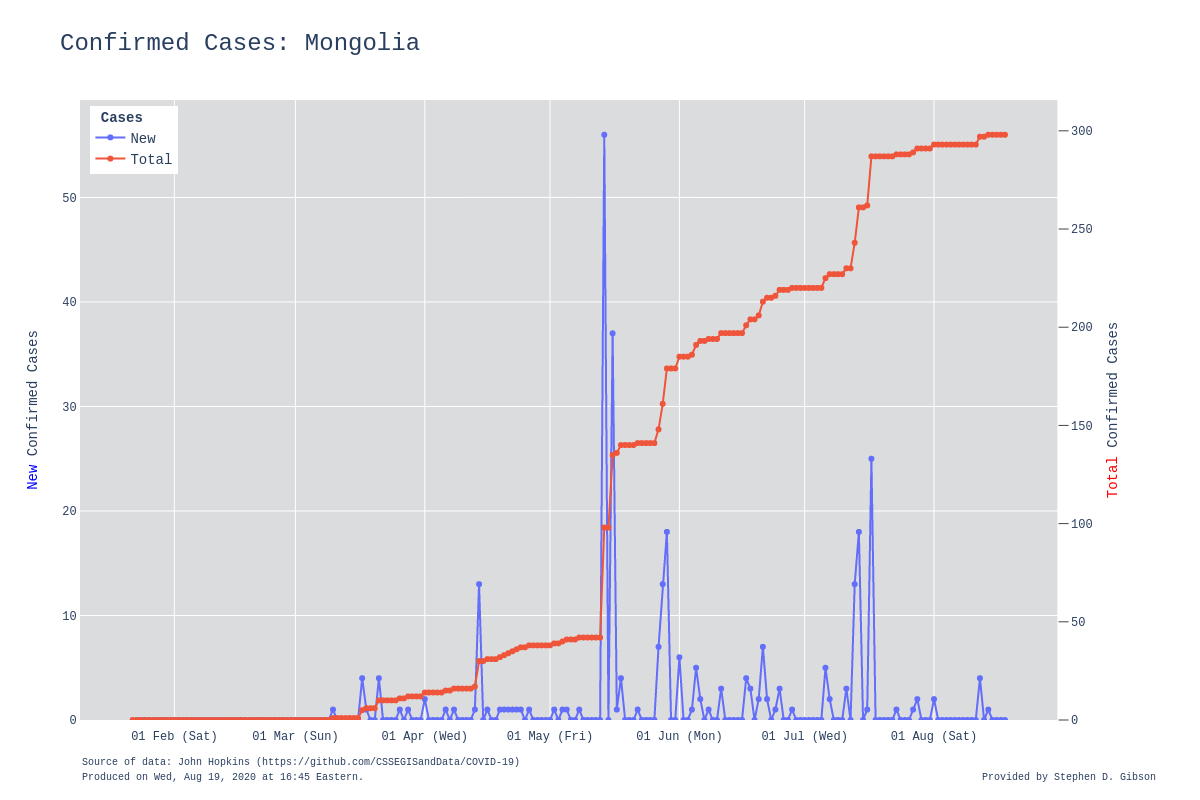 Confirmed Cases: Mongolia
Cases
New
Total
50
40
30
20
10
0
New Confirmed Cases
300
250
200
150
100
50
0
Total Confirmed Cases
01 Feb (Sat) 01 Mar (Sun) 01 Apr (Wed) 01 May (Fri) 01 Jun (Mon) 01 Jul (Wed) 01 Aug (Sat)
Source of data: John Hopkins (https://github.com/CSSEGISandData/COVID-19)
Produced on Wed, Aug 19, 2020 at 16:45 Eastern.
Provided by Stephen D. Gibson